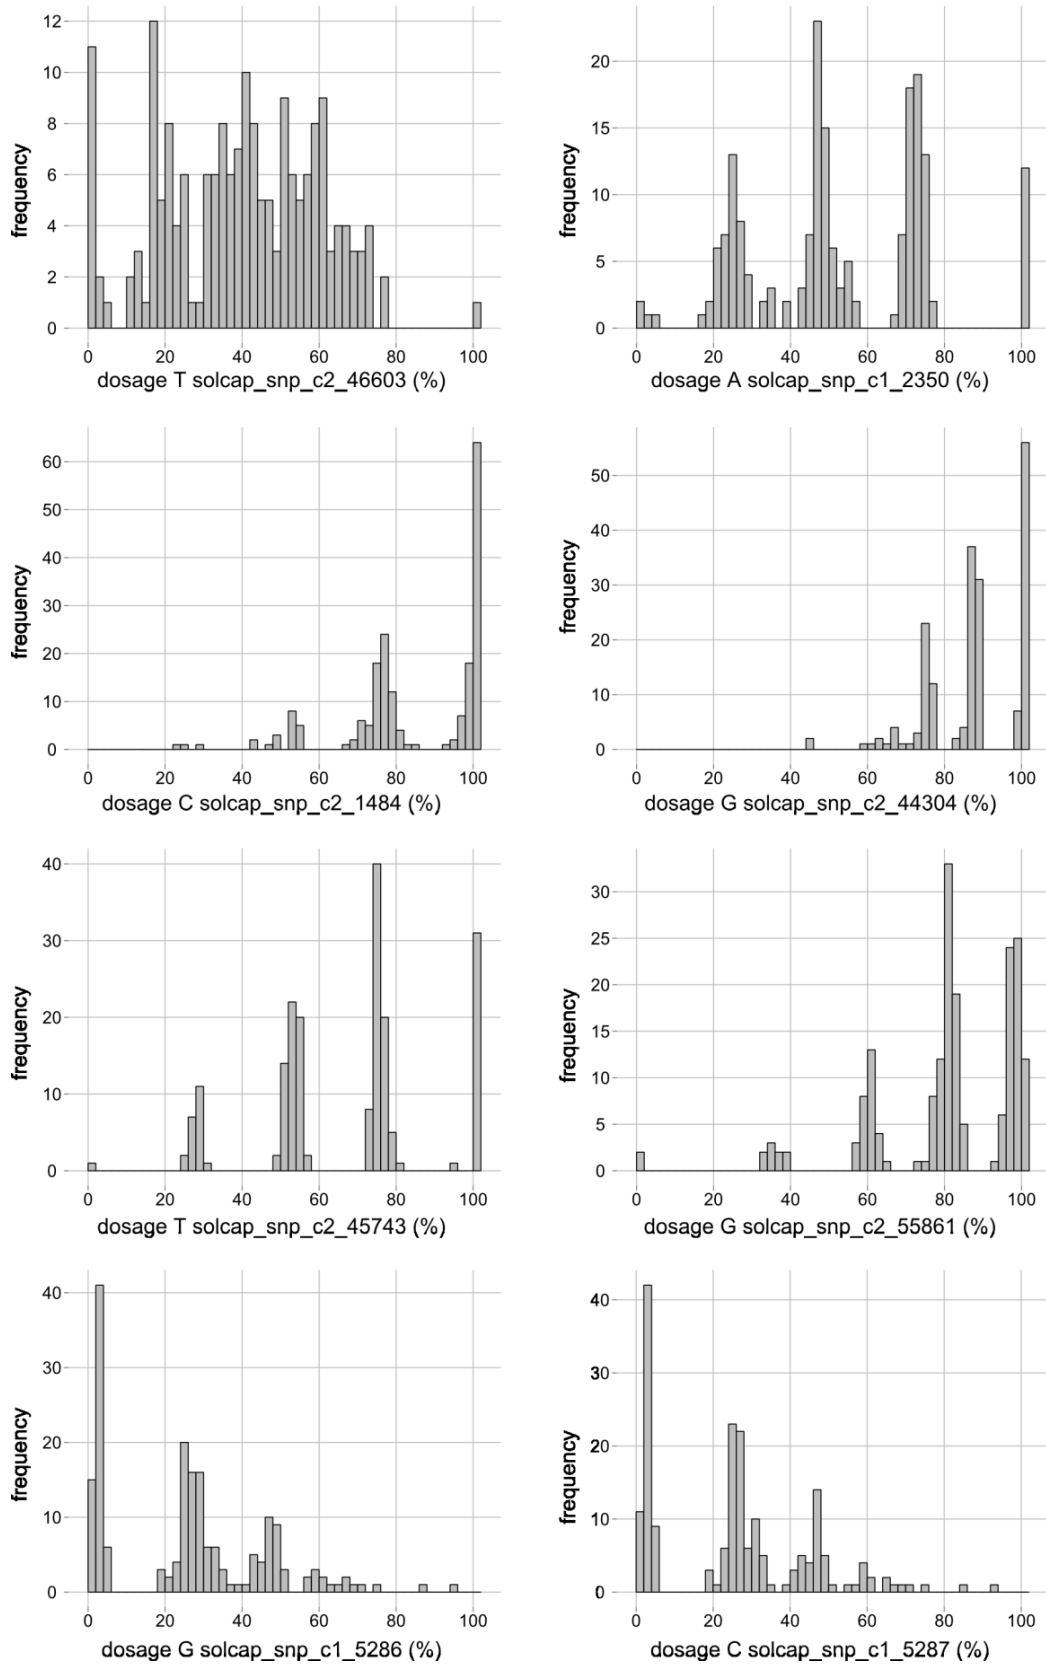 12
10
8
6
4
2
0
frequency
0 20 40 60 80 100
dosage T solcap_snp_c2_46603 (%)
20
15
10
5
0
frequency
0 20 40 60 80 100
dosage A solcap_snp_c1_2350 (%)
60
50
40
30
20
10
0
frequency
0 20 40 60 80 100
dosage C solcap_snp_c2_1484 (%)
50
40
30
20
10
0
frequency
0 20 40 60 80 100
dosage G solcap_snp_c2_44304 (%)
40
30
20
10
0
frequency
0 20 40 60 80 100
dosage T solcap_snp_c2_45743 (%)
30
25
20
15
10
5
0
frequency
0 20 40 60 80 100
dosage G solcap_snp_c2_55861 (%)
40
30
20
10
0
frequency
0 20 40 60 80 100
dosage G solcap_snp_c1_5286 (%)
40
30
20
10
0
frequency
0 20 40 60 80 100
dosage C solcap_snp_c1_5287 (%)